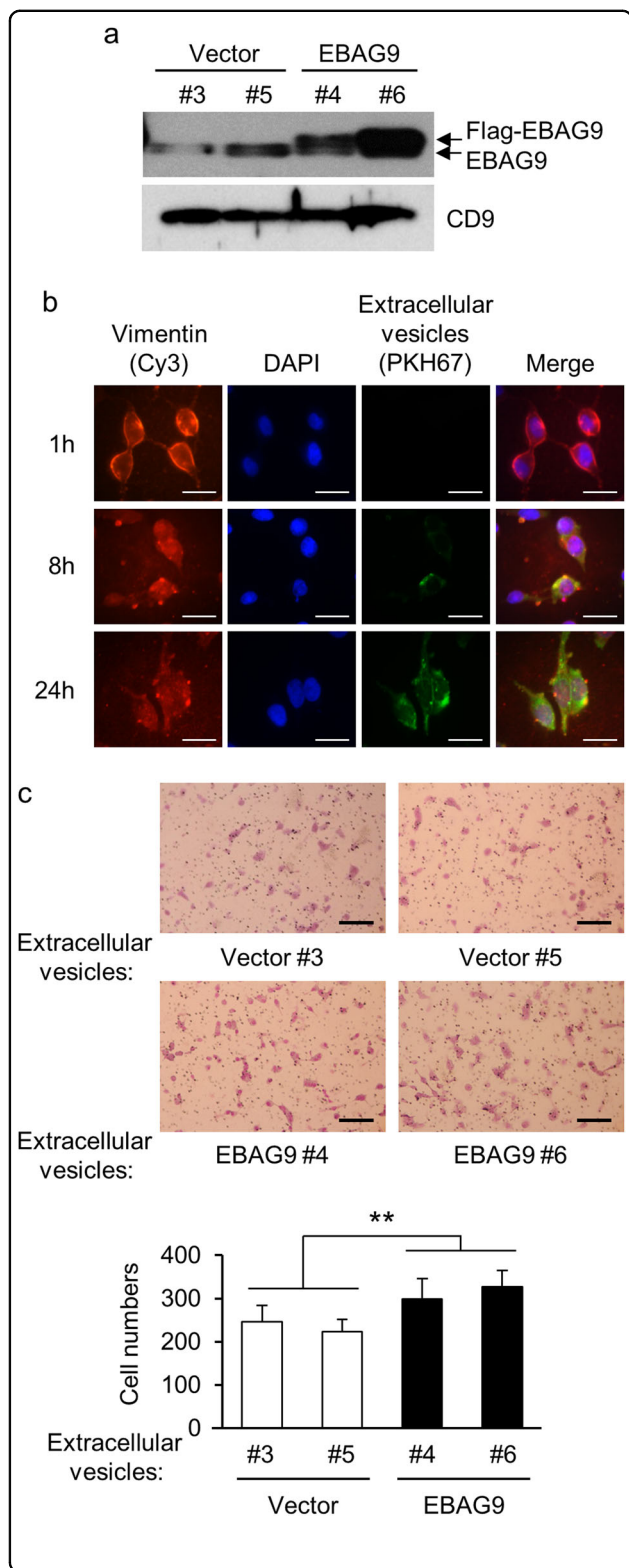 a
Vector EBAG9
#3 #5 #4 #6
Flag-EBAG9
EBAG9
CD9
b
Vimentin
(Cy3)
DAPI
Extracellular
vesicles
(PKH67)
Merge
1h
8h
24h
c
Extracellular
vesicles:
Vector #3 Vector #5
Extracellular
vesicles:
EBAG9 #4 EBAG9 #6
**
Cell numbers
400
300
200
100
0
Extracellular
vesicles:
#3 #5 #4 #6
Vector EBAG9